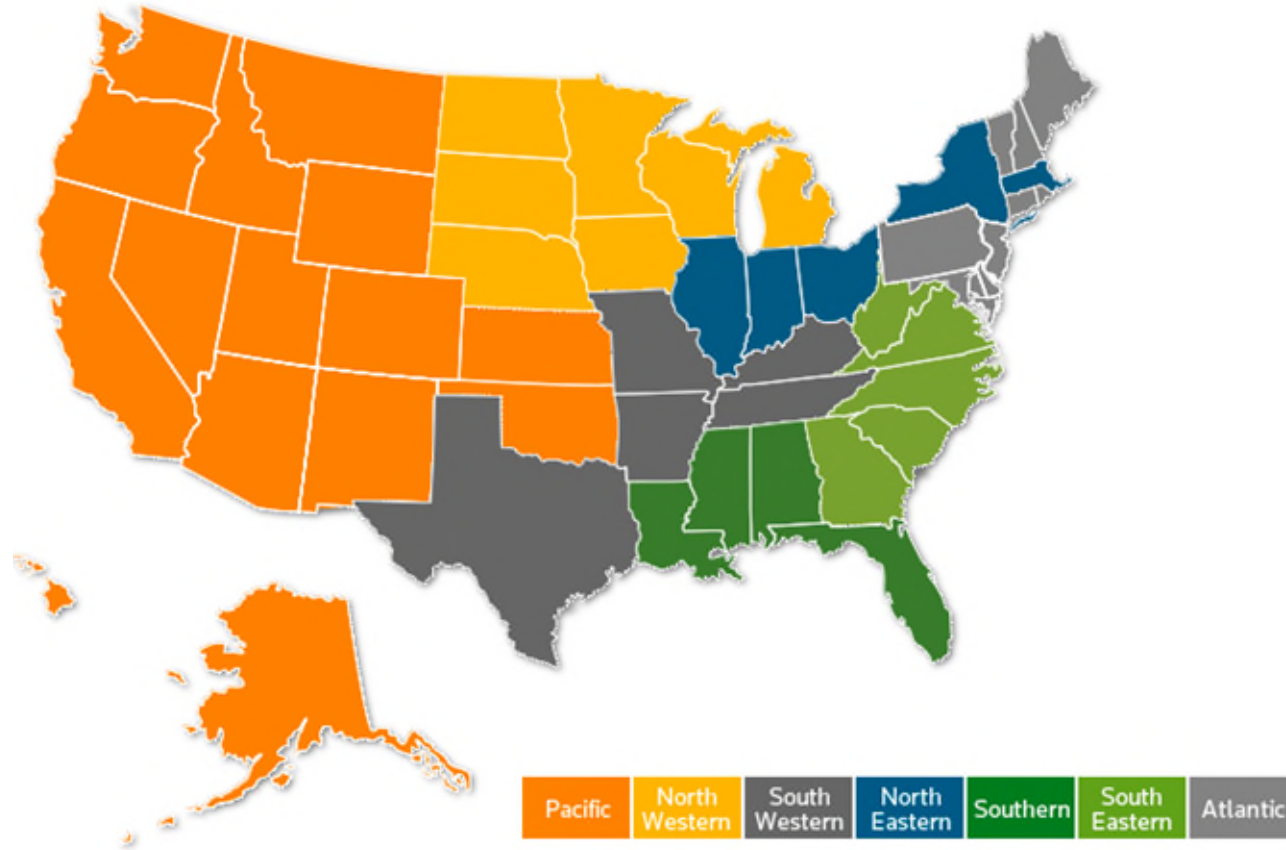 Pacific
North
Western
South
Western
North
Eastern
Southern
South
Eastern
Atlantic